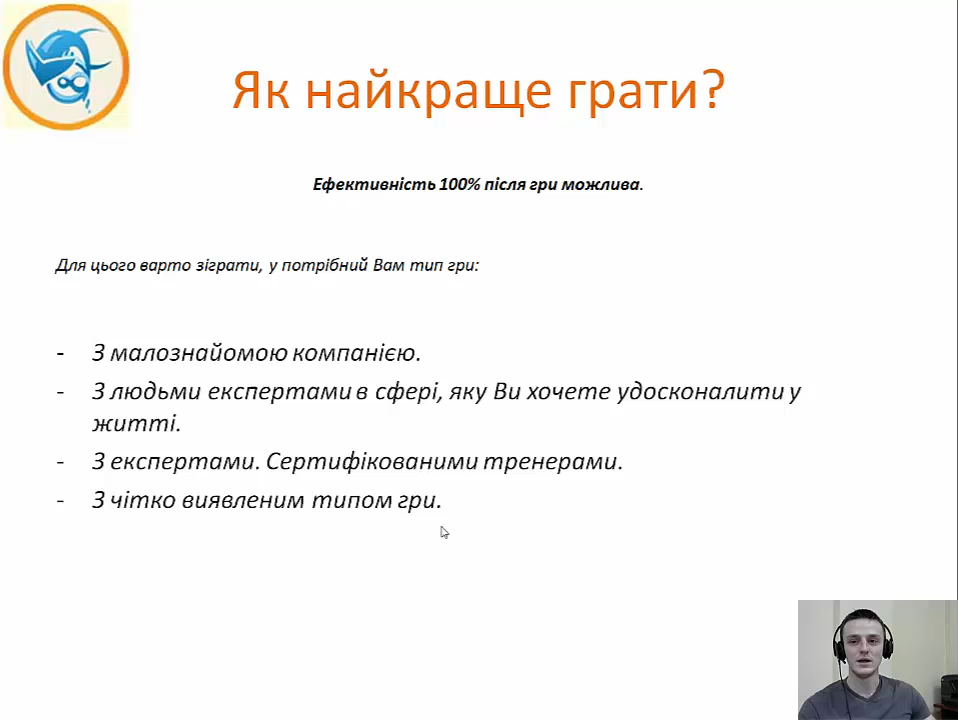 Як найкраще грати?
Ефективність 100% після гри можлива.
Для цього варто зіграти, у потрібний Вам тип гри:
- З малознайомою компанією.
- З людьми експертами в сфері, яку Ви хочете удосконалити у
житті.
- З експертами. Сертифікованими тренерами.
- З чітко виявленим типом гри.